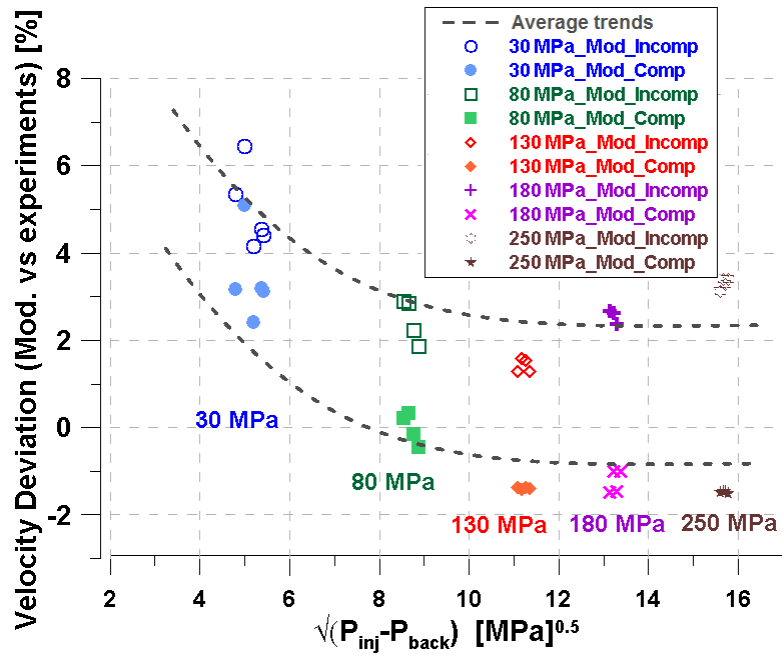 Average trends
30 MPa_Mod_Incomp
30 MPa_Mod_Comp
80 MPa_Mod_Incomp
80 MPa_Mod_Comp
130 MPa_Mod_Incomp
130 MPa_Mod_Comp
180 MPa_Mod_Incomp
180 MPa_Mod_Comp
250 MPa_Mod_Incomp
250 MPa_Mod_Comp
Velocity Deviation (Mod. vs experiments) [%]
8
6
4
2
0
-2
30 MPa
80 MPa
130 MPa
180 MPa
250 MPa
2 4 6 8 10 12 14 16
√(Pinj-Pback) [MPa]0.5